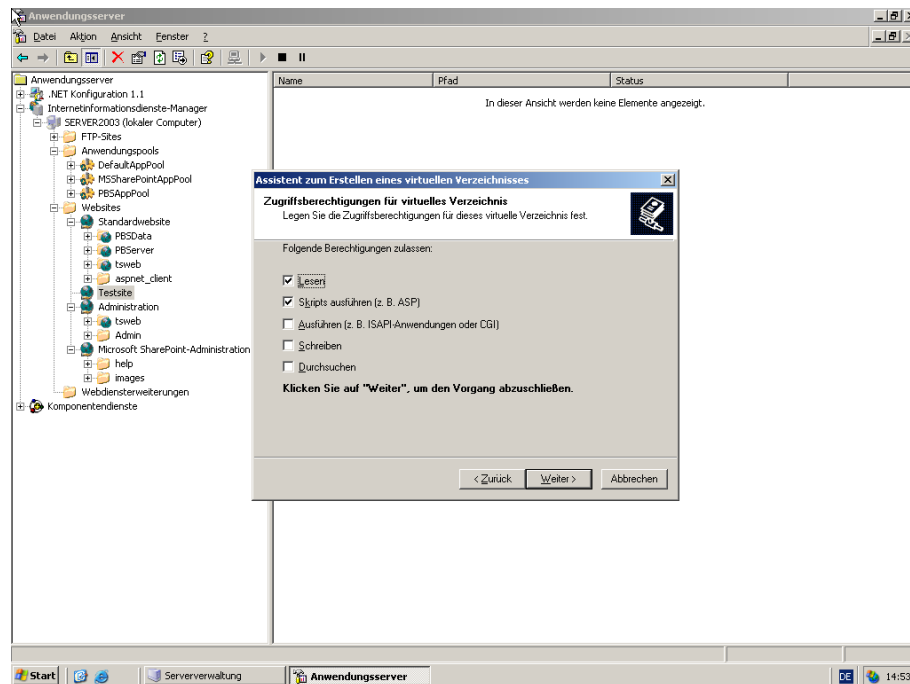 Anwendungsserver
Datei Aktion Ansicht Fenster ?
Anwendungsserver
.NET Konfiguration 1.1
Internetinformationsdienste-Manager
SERVER2003 (lokaler Computer)
FTP-Sites
Anwendungspools
DefaultAppPool
MSSharePointAppPool
PBSAppPool
Websites
Standardwebsite
PBSData
PBServer
tsweb
aspnet_client
Testsite
Administration
tsweb
Admin
Microsoft SharePoint-Administration
help
images
Webdiensterweiterungen
Komponentendienste
Name Pfad Status
In dieser Ansicht werden keine Elemente angezeigt.
Assistent zum Erstellen eines virtuellen Verzeichnisses
Zugriffsberechtigungen für virtuelles Verzeichnis
Legen Sie die Zugriffsberechtigungen für dieses virtuelle Verzeichnis fest.
Folgende Berechtigungen zulassen:
Lesen
Skripts ausführen (z. B. ASP)
Ausführen (z. B. ISAPI-Anwendungen oder CGI)
Schreiben
Durchsuchen
Klicken Sie auf "Weiter", um den Vorgang abzuschließen.
< Zurück Weiter > Abbrechen
Start Serververwaltung Anwendungsserver DE 14:53